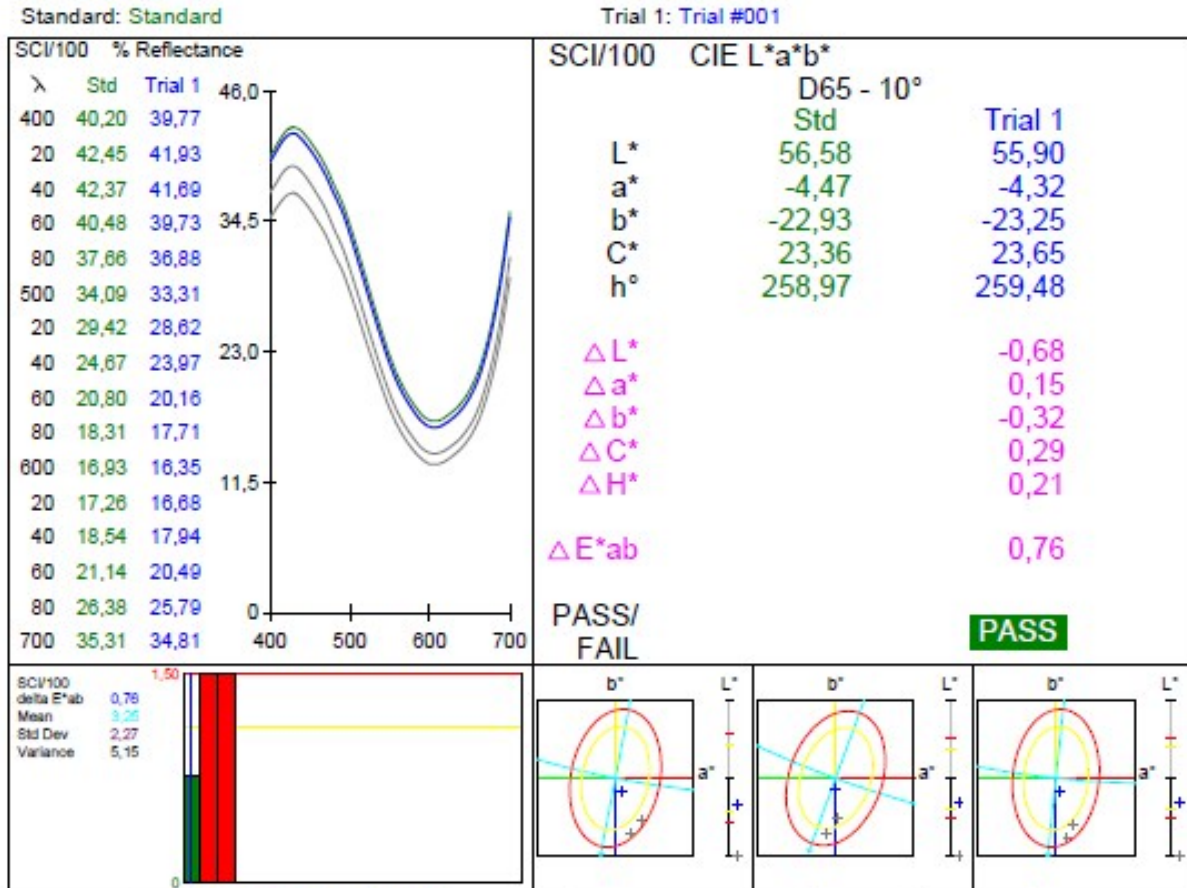 Standard: Standard
Trial 1: Trial #001
SCI/100 % Reflectance
λ Std Trial 1
400 40,20 39,77
20 42,45 41,93
40 42,37 41,69
60 40,48 39,73
80 37,66 36,88
500 34,09 33,31
20 29,42 28,62
40 24,67 23,97
60 20,80 20,16
80 18,31 17,71
600 16,93 16,35
20 17,26 16,68
40 18,54 17,94
60 21,14 20,49
80 26,38 25,79
700 35,31 34,81
46,0
34,5
23,0
11,5
0
400 500 600 700
SCI/100 CIE L*a*b*
D65 - 10°
Std Trial 1
L* 56,58 55,90
a* -4,47 -4,32
b* -22,93 -23,25
C* 23,36 23,65
h° 258,97 259,48
△ L* -0,68
△ a* 0,15
△ b* -0,32
△ C* 0,29
△ H* 0,21
△ E*ab 0,76
PASS/
FAIL
PASS
SCI/100
delta E*ab 0,76
Mean 3,25
Std Dev 2,27
Variance 5,15
1,50
0
b* L*
a*
b* L*
a*
b* L*
a*